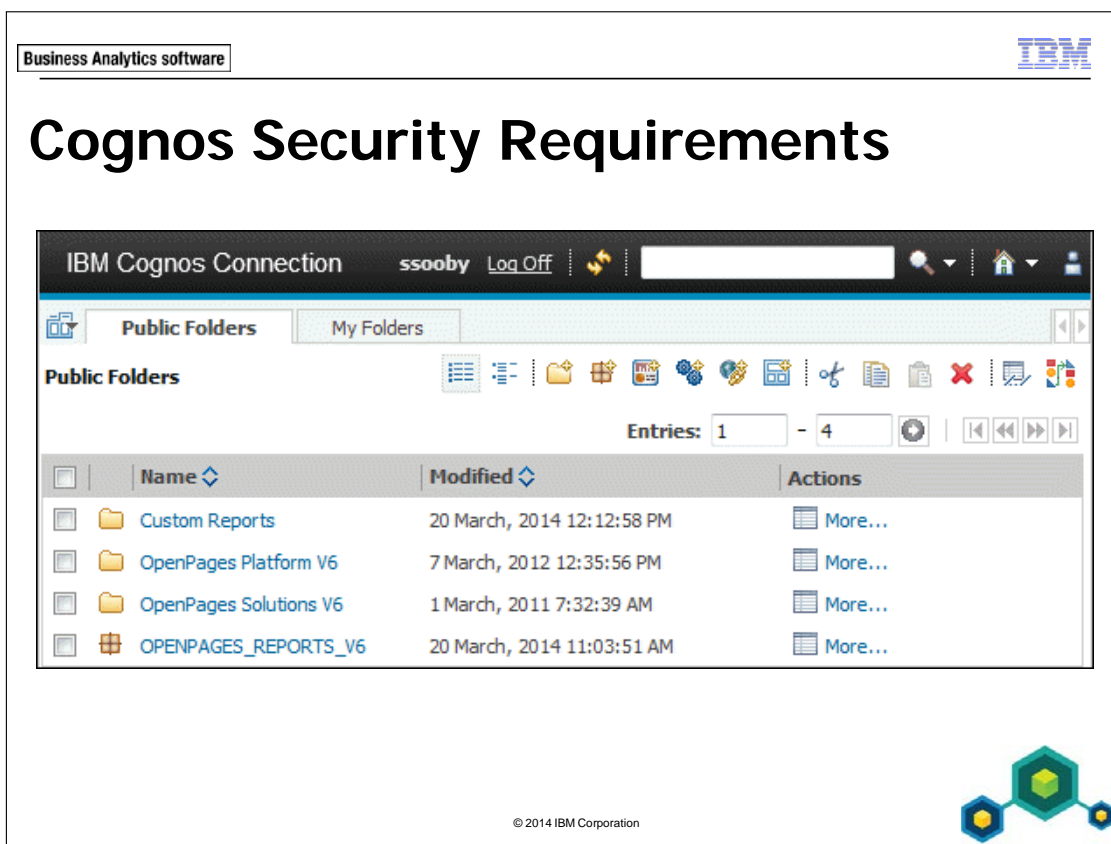 Business Analytics software
IBM
Cognos Security Requirements
IBM Cognos Connection ssooby Log Off
Public Folders My Folders
Public Folders
Entries: 1 - 4
Name Modified Actions
Custom Reports 20 March, 2014 12:12:58 PM More...
OpenPages Platform V6 7 March, 2012 12:35:56 PM More...
OpenPages Solutions V6 1 March, 2011 7:32:39 AM More...
OPENPAGES_REPORTS_V6 20 March, 2014 11:03:51 AM More...
© 2014 IBM Corporation